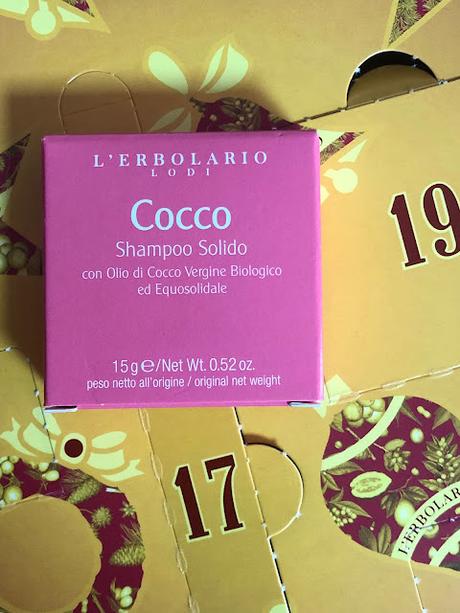 L'ERBOLARIO
LODI
Cocco
Shampoo Solido
con Olio di Cocco Vergine Biologico
ed Equosolidale
15 g ℮/Net Wt. 0.52 oz.
peso netto all'origine / original net weight
19
17
L'ERBOLARIO